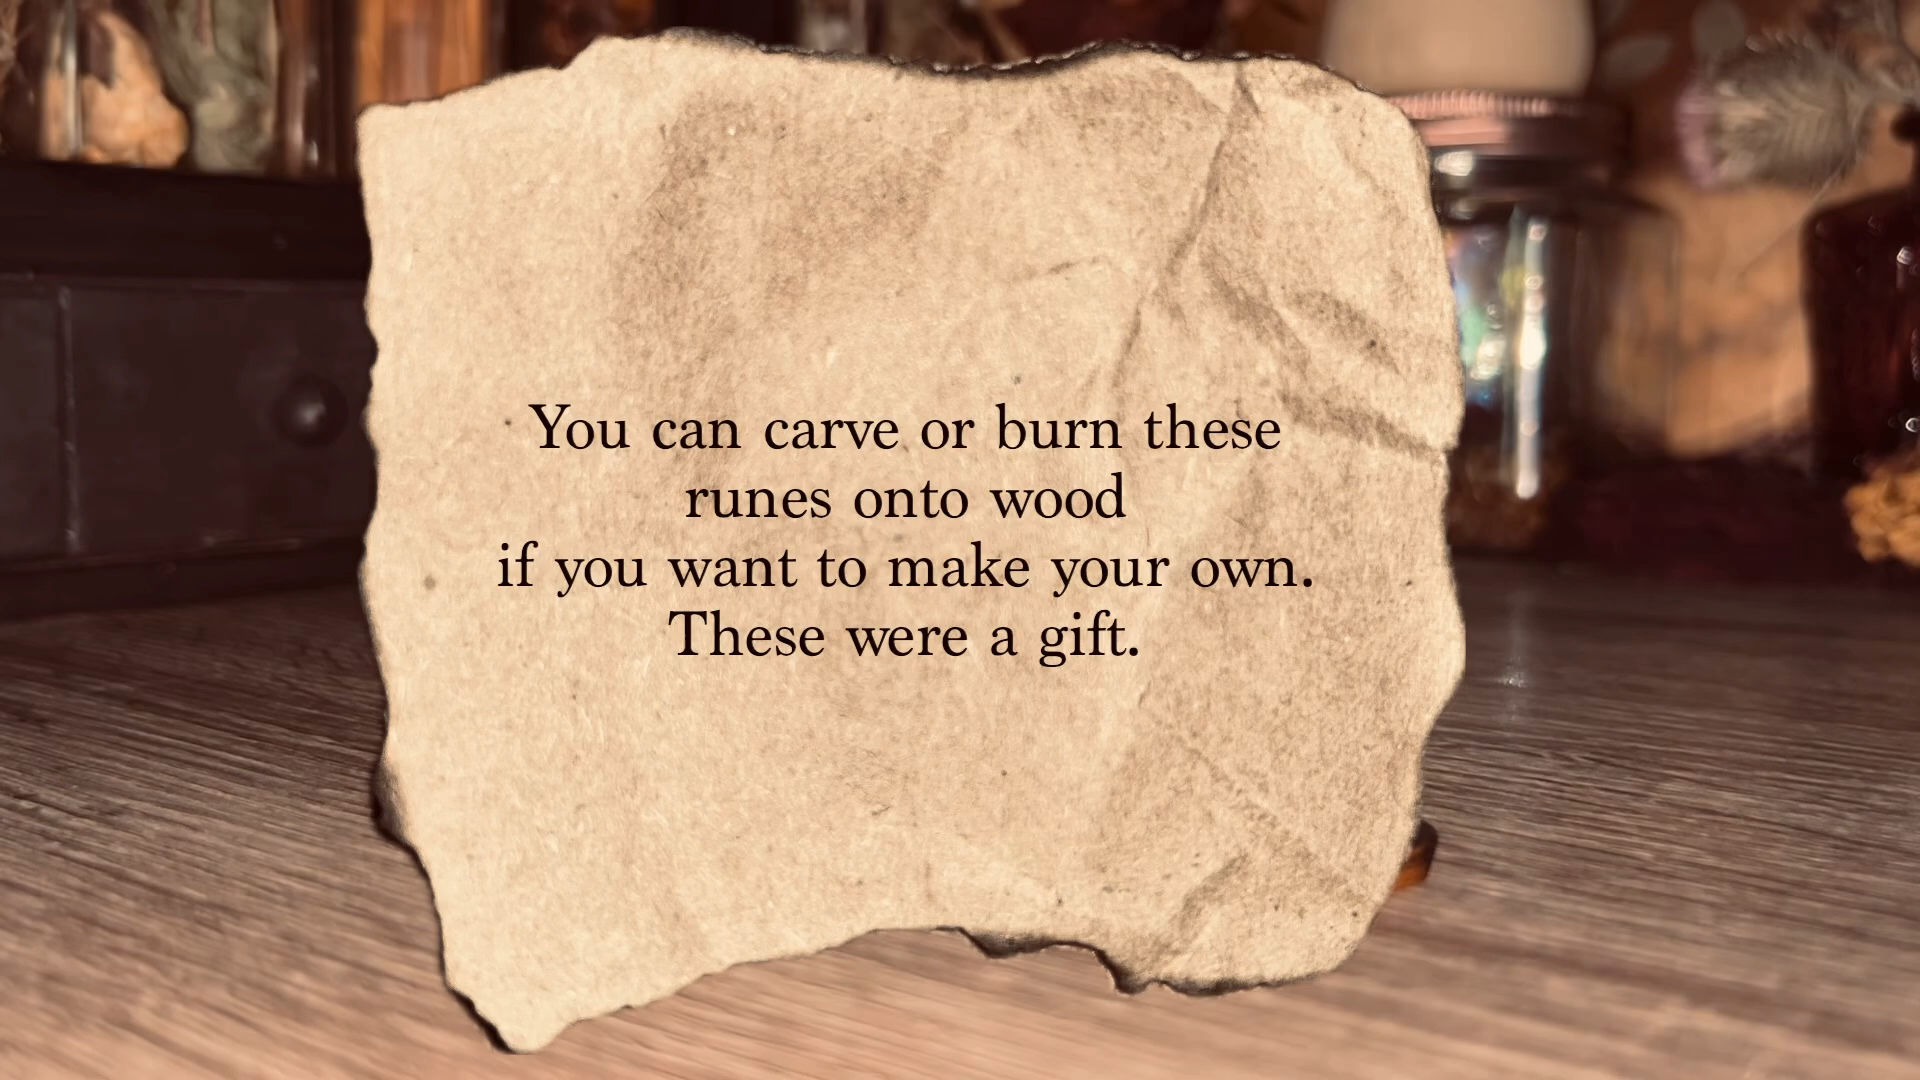 You can carve or burn these
runes onto wood
if you want to make your own.
These were a gift.